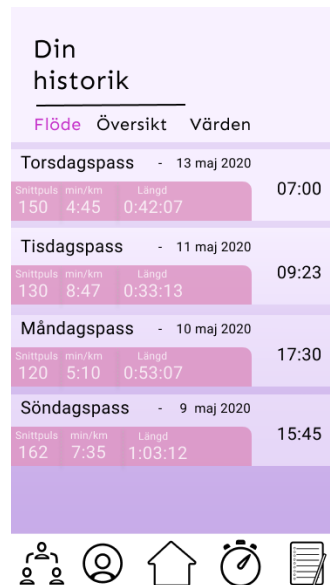 Din
historik
Flöde Översikt Värden
Torsdagspass - 13 maj 2020
Snittpuls min/km Längd
150 4:45 0:42:07
07:00
Tisdagspass - 11 maj 2020
Snittpuls min/km Längd
130 8:47 0:33:13
09:23
Måndagspass - 10 maj 2020
Snittpuls min/km Längd
120 5:10 0:53:07
17:30
Söndagspass - 9 maj 2020
Snittpuls min/km Längd
162 7:35 1:03:12
15:45